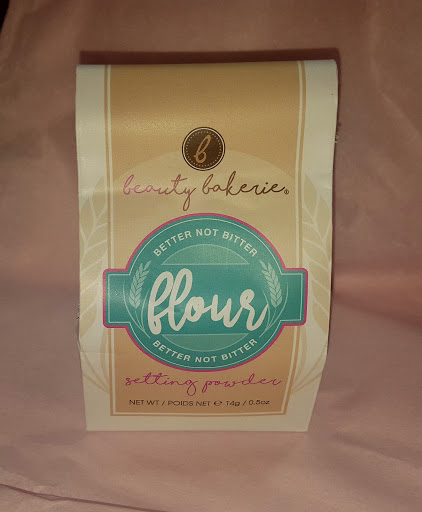 b
beauty bakerie®
BETTER NOT BITTER
flour
BETTER NOT BITTER
setting powder
NET WT / POIDS NET ℮ 14g / 0.5oz